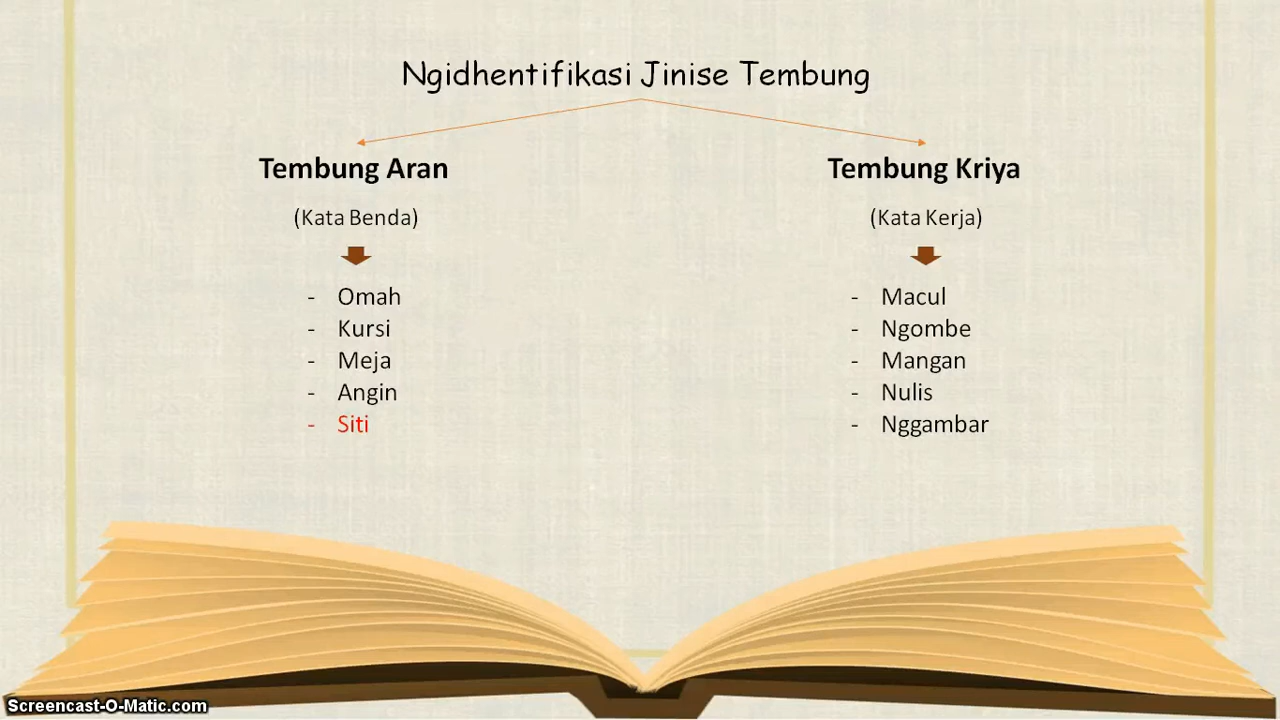 Ngidhentifikasi Jinise Tembung
Tembung Aran
(Kata Benda)
- Omah
- Kursi
- Meja
- Angin
- Siti
Tembung Kriya
(Kata Kerja)
- Macul
- Ngombe
- Mangan
- Nulis
- Nggambar
Screencast-O-Matic.com